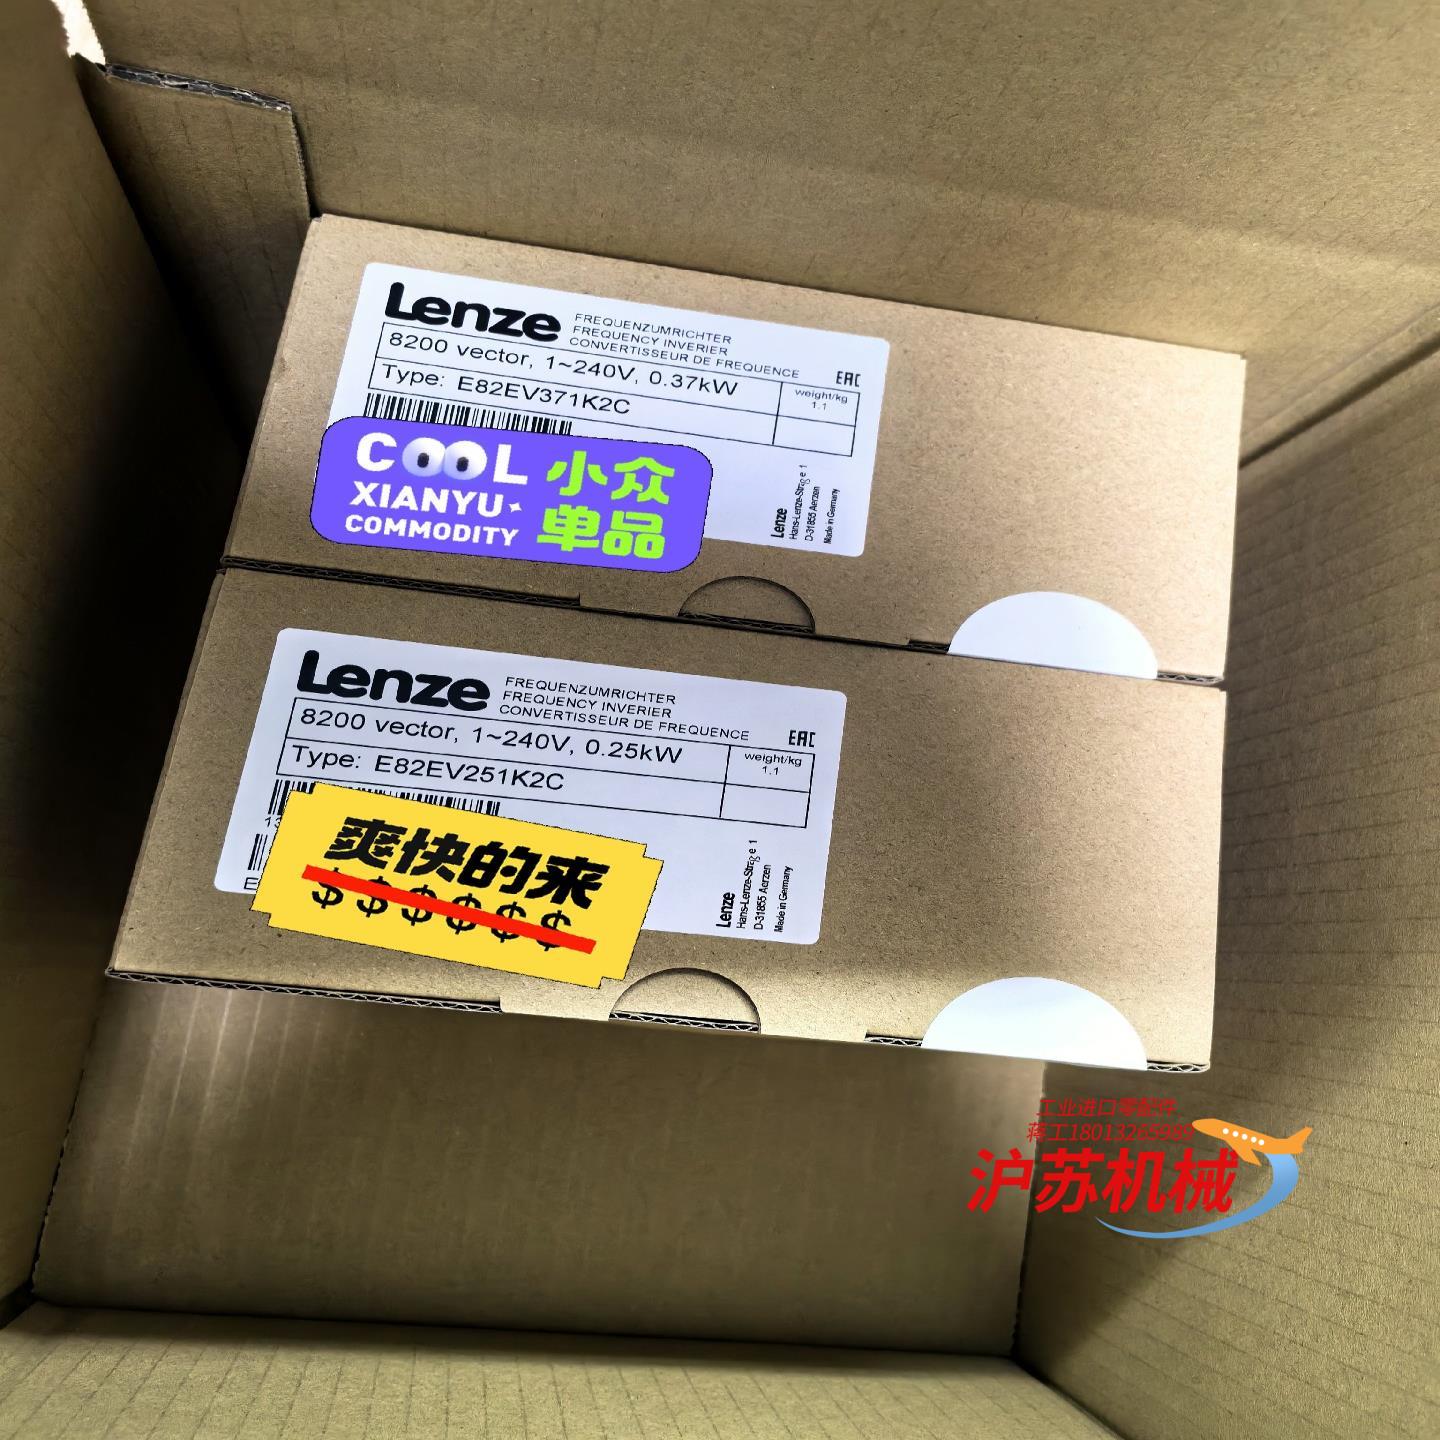 Lenze
FREQUENZUMRICHTER
FREQUENCY INVERIER
CONVERTISSEUR DE FREQUENCE
EAC
8200 vector, 1~240V, 0.37kW
weight/kg
1.1
Type: E82EV371K2C
COOL 小众
XIANYU
COMMODITY 单品
Lenze
Hans-Lenze-Straße 1
D-31855 Aerzen
Made in Germany
Lenze
FREQUENZUMRICHTER
FREQUENCY INVERIER
CONVERTISSEUR DE FREQUENCE
EAC
8200 vector, 1~240V, 0.25kW
weight/kg
1.1
Type: E82EV251K2C
13
E
爽快的来
$$$$$$
Lenze
Hans-Lenze-Straße 1
D-31855 Aerzen
Made in Germany
工业进口零配件
蒋工18013265989
沪苏机械